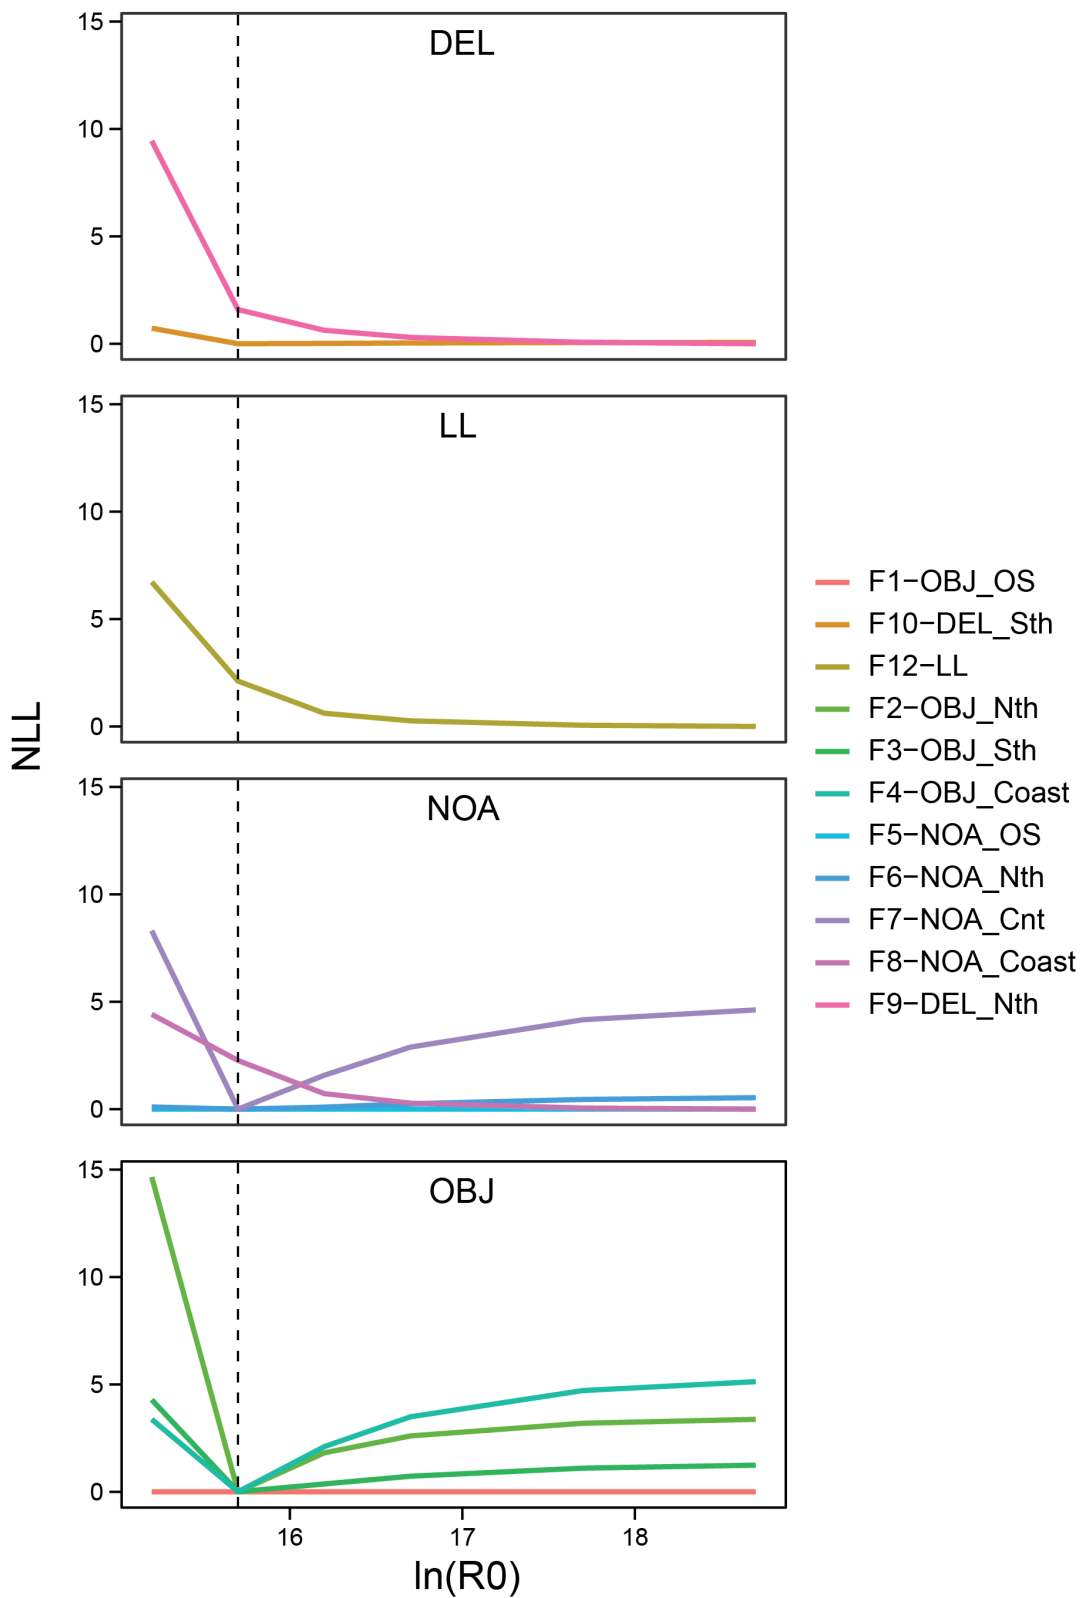 DEL
15
10
5
0
LL
15
10
5
0
NOA
15
10
5
0
OBJ
15
10
5
0
16 17 18
ln(R0)
NLL
F1−OBJ_OS
F10−DEL_Sth
F12−LL
F2−OBJ_Nth
F3−OBJ_Sth
F4−OBJ_Coast
F5−NOA_OS
F6−NOA_Nth
F7−NOA_Cnt
F8−NOA_Coast
F9−DEL_Nth